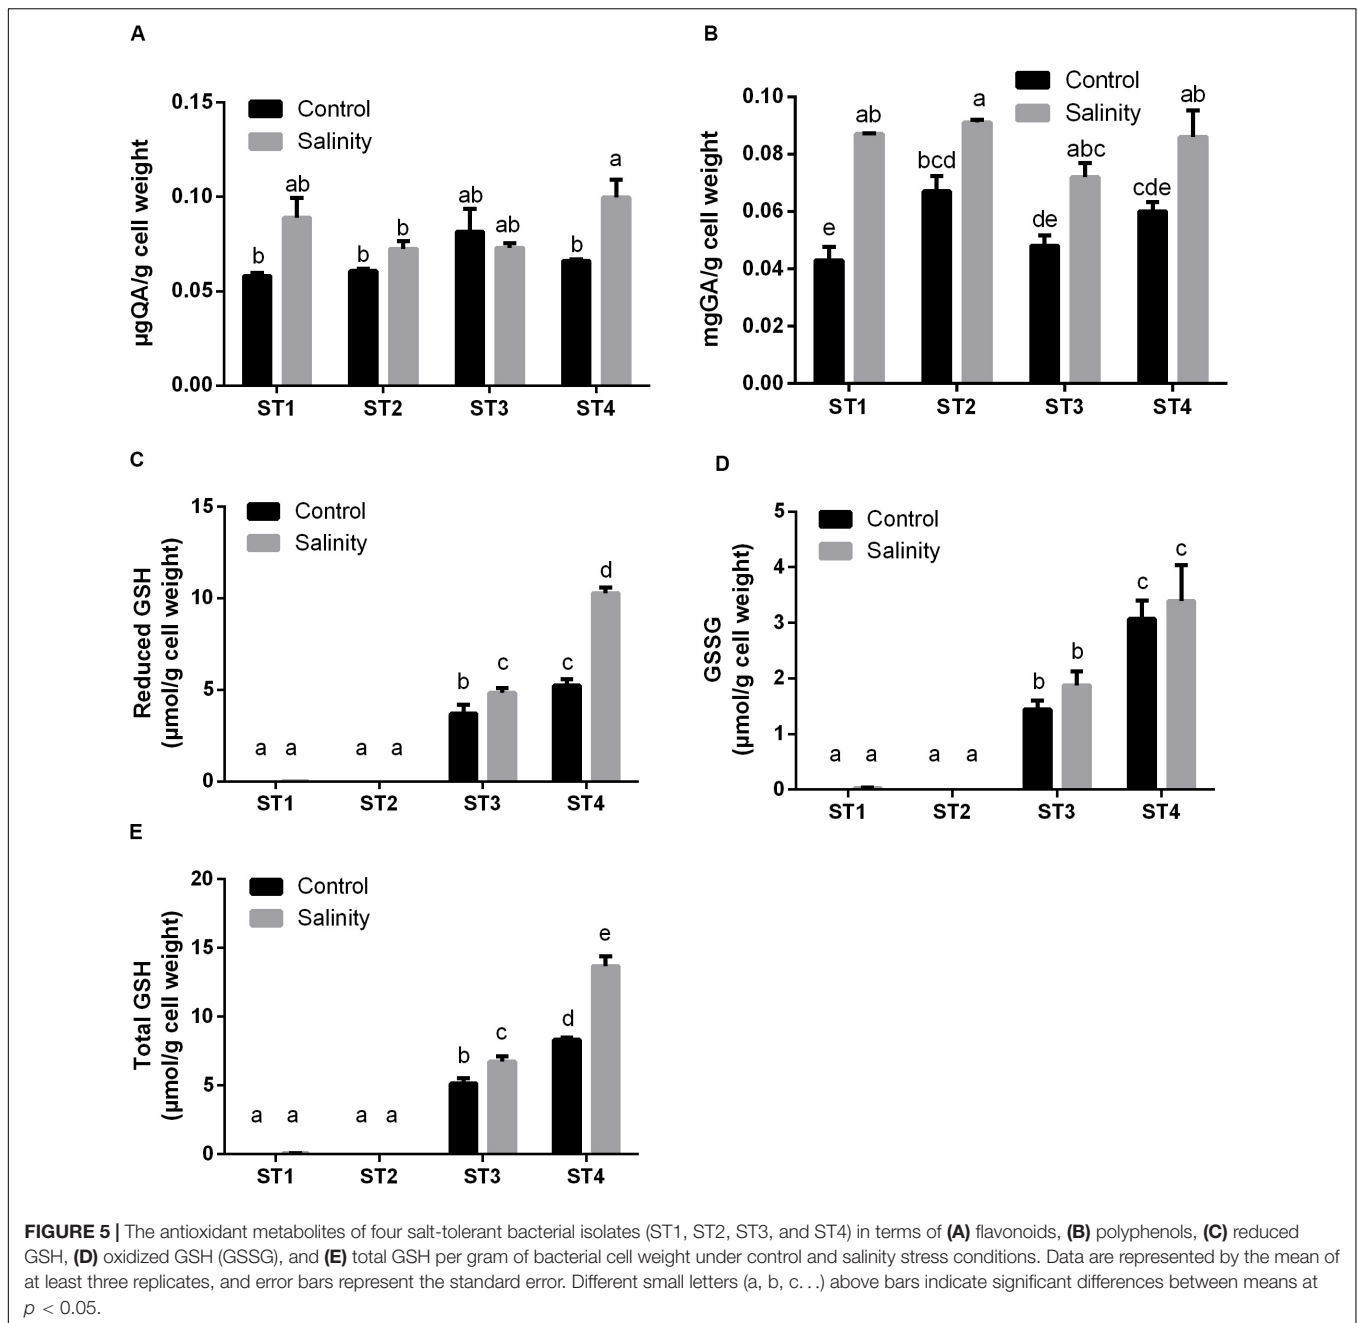 A
0.15
0.10
0.05
0.00
µgQA/g cell weight
Control
Salinity
b
ab
b
b
ab
ab
b
a
ST1
ST2
ST3
ST4
B
0.10
0.08
0.06
0.04
0.02
0.00
mgGA/g cell weight
Control
Salinity
e
ab
bcd
a
de
abc
cde
ab
ST1
ST2
ST3
ST4
C
15
10
5
0
Reduced GSH
(µmol/g cell weight)
Control
Salinity
a
a
a
a
b
c
c
d
ST1
ST2
ST3
ST4
D
5
4
3
2
1
0
GSSG
(µmol/g cell weight)
Control
Salinity
a
a
a
a
b
b
c
c
ST1
ST2
ST3
ST4
E
20
15
10
5
0
Total GSH
(µmol/g cell weight)
Control
Salinity
a
a
a
a
b
c
d
e
ST1
ST2
ST3
ST4
FIGURE 5 | The antioxidant metabolites of four salt-tolerant bacterial isolates (ST1, ST2, ST3, and ST4) in terms of (A) flavonoids, (B) polyphenols, (C) reduced
GSH, (D) oxidized GSH (GSSG), and (E) total GSH per gram of bacterial cell weight under control and salinity stress conditions. Data are represented by the mean of
at least three replicates, and error bars represent the standard error. Different small letters (a, b, c. . .) above bars indicate significant differences between means at
p < 0.05.